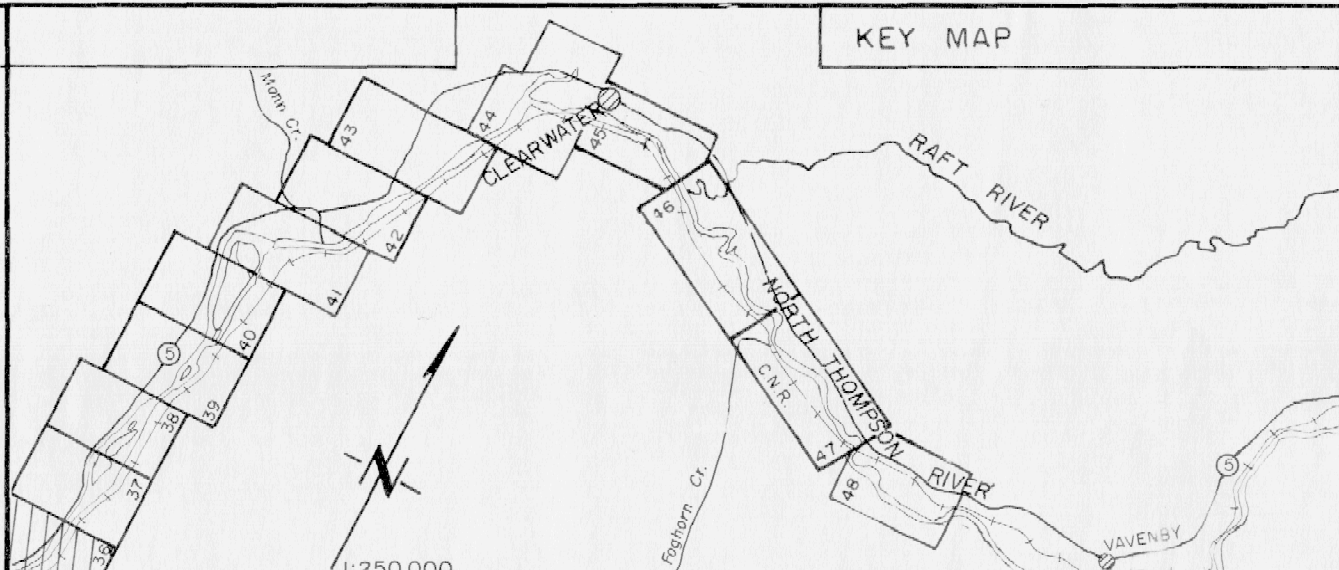 KEY MAP
Mann Cr.
43
44
CLEARWATER
45
RAFT RIVER
46
42
41
40
NORTH THOMPSON RIVER
5
39
38
C.N.R.
47
37
48
5
36
Foghorn Cr.
VAVENBY
N
1:250,000